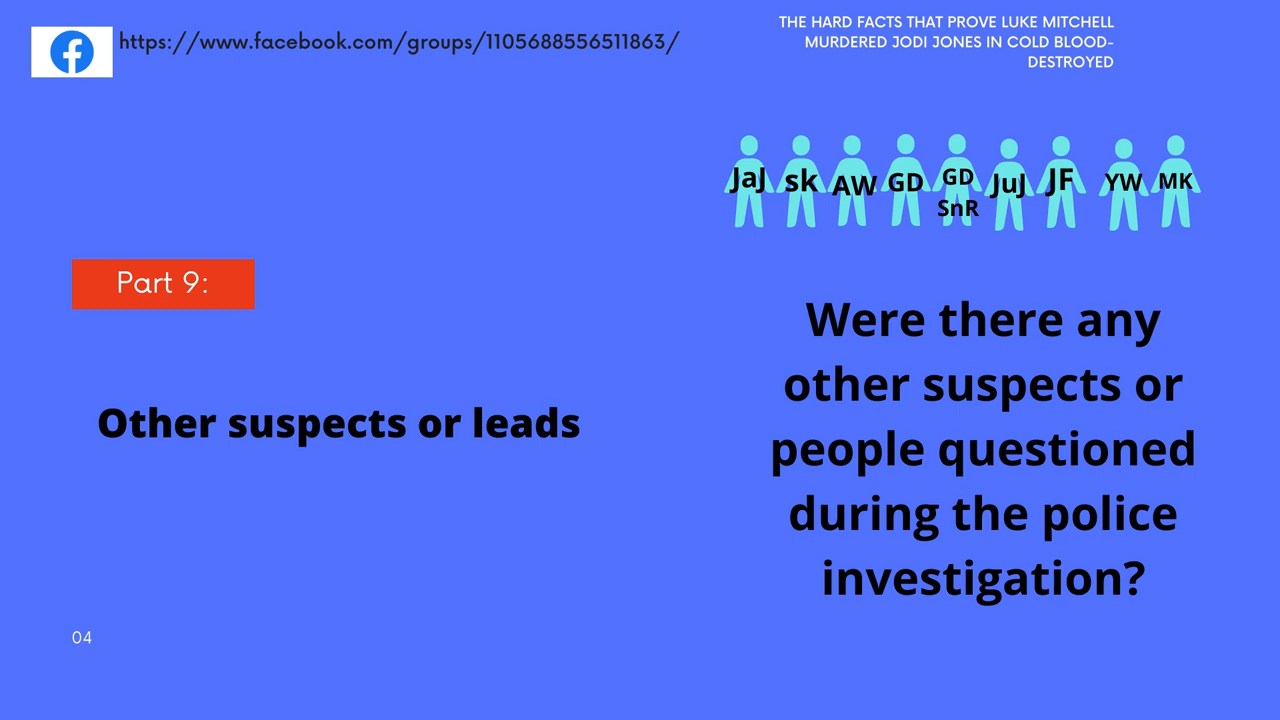 https://www.facebook.com/groups/1105688556511863/
THE HARD FACTS THAT PROVE LUKE MITCHELL
MURDERED JODI JONES IN COLD BLOOD-
DESTROYED
JaJ sk AW GD GD SnR JuJ JF YW MK
Part 9:
Other suspects or leads
Were there any
other suspects or
people questioned
during the police
investigation?
04